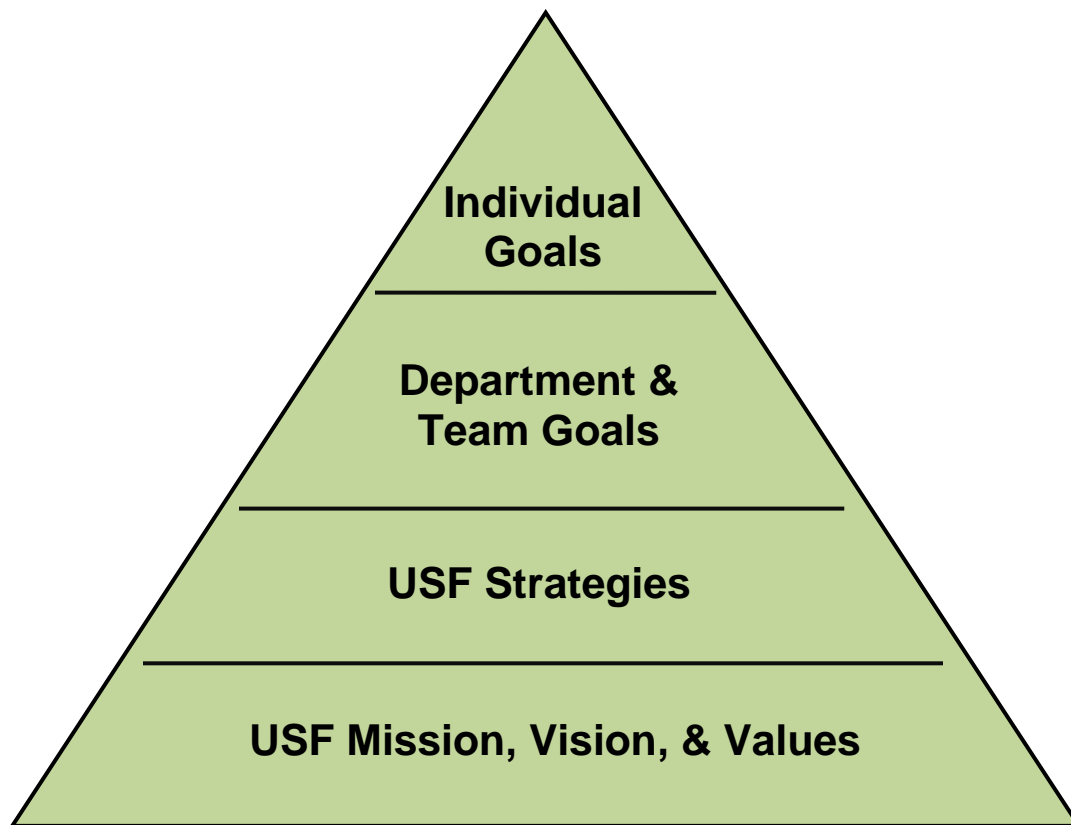 Individual
Goals
Department &
Team Goals
USF Strategies
USF Mission, Vision, & Values